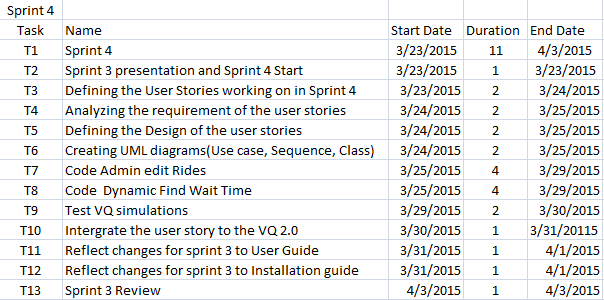 Sprint 4
Task Name Start Date Duration End Date
T1 Sprint 4 3/23/2015 11 4/3/2015
T2 Sprint 3 presentation and Sprint 4 Start 3/23/2015 1 3/23/2015
T3 Defining the User Stories working on in Sprint 4 3/23/2015 2 3/24/2015
T4 Analyzing the requirement of the user stories 3/24/2015 2 3/25/2015
T5 Defining the Design of the user stories 3/24/2015 2 3/25/2015
T6 Creating UML diagrams(Use case, Sequence, Class) 3/24/2015 2 3/25/2015
T7 Code Admin edit Rides 3/25/2015 4 3/29/2015
T8 Code  Dynamic Find Wait Time 3/25/2015 4 3/29/2015
T9 Test VQ simulations 3/29/2015 2 3/30/2015
T10 Intergrate the user story to the VQ 2.0 3/30/2015 1 3/31/20115
T11 Reflect changes for sprint 3 to User Guide 3/31/2015 1 4/1/2015
T12 Reflect changes for sprint 3 to Installation guide 3/31/2015 1 4/1/2015
T13 Sprint 3 Review 4/3/2015 1 4/3/2015